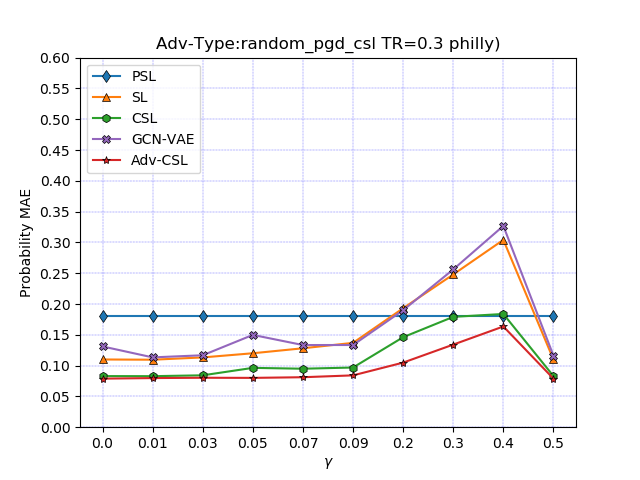 Adv-Type:random_pgd_csl TR=0.3 philly)
0.60
0.55
0.50
0.45
0.40
0.35
0.30
0.25
0.20
0.15
0.10
0.05
0.00
Probability MAE
PSL
SL
CSL
GCN-VAE
Adv-CSL
0.0 0.01 0.03 0.05 0.07 0.09 0.2 0.3 0.4 0.5
γ